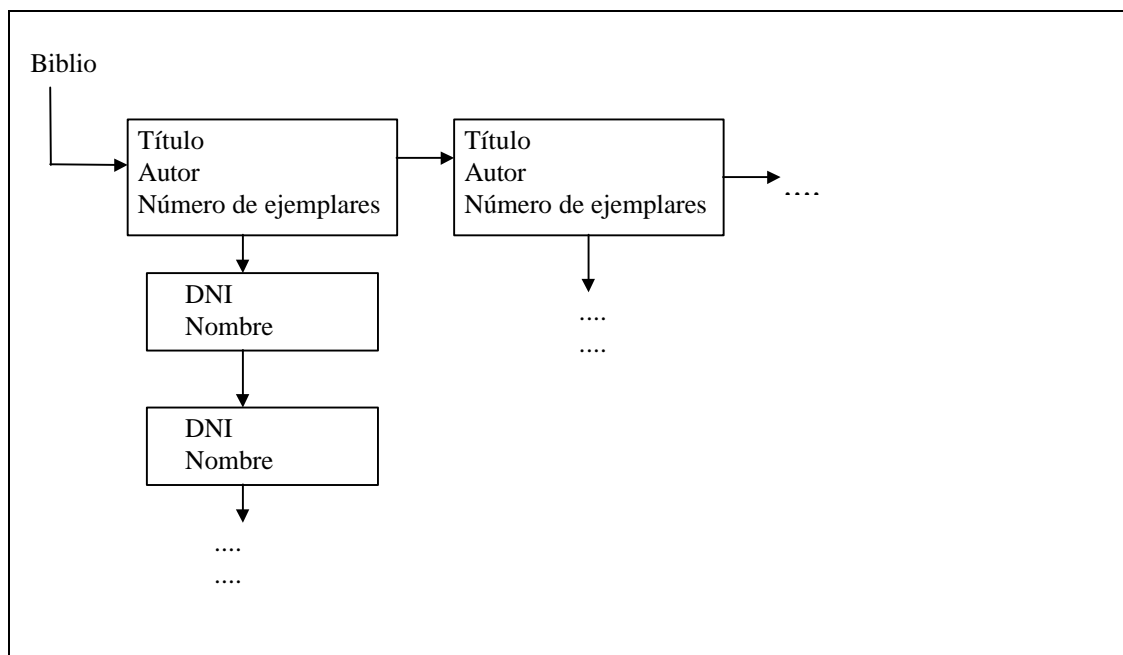 Biblio
Título
Autor
Número de ejemplares
Título
Autor
Número de ejemplares
....
DNI
Nombre
....
....
DNI
Nombre
....
....